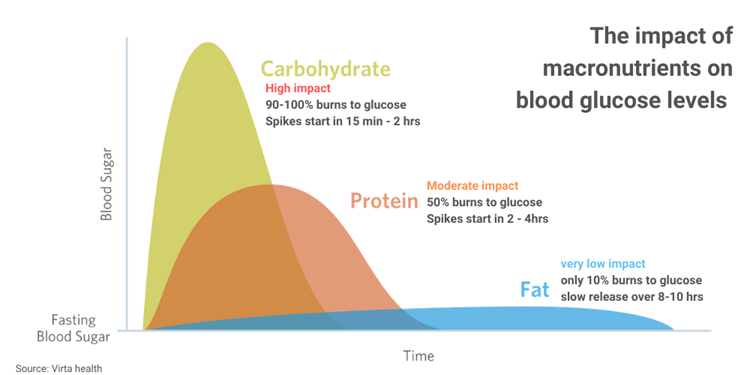 The impact of
macronutrients on
blood glucose levels
Carbohydrate
High impact
90-100% burns to glucose
Spikes start in 15 min - 2 hrs
Blood Sugar
Protein
Moderate impact
50% burns to glucose
Spikes start in 2 - 4hrs
Fat
very low impact
only 10% burns to glucose
slow release over 8-10 hrs
Fasting
Blood Sugar
Time
Source: Virta health